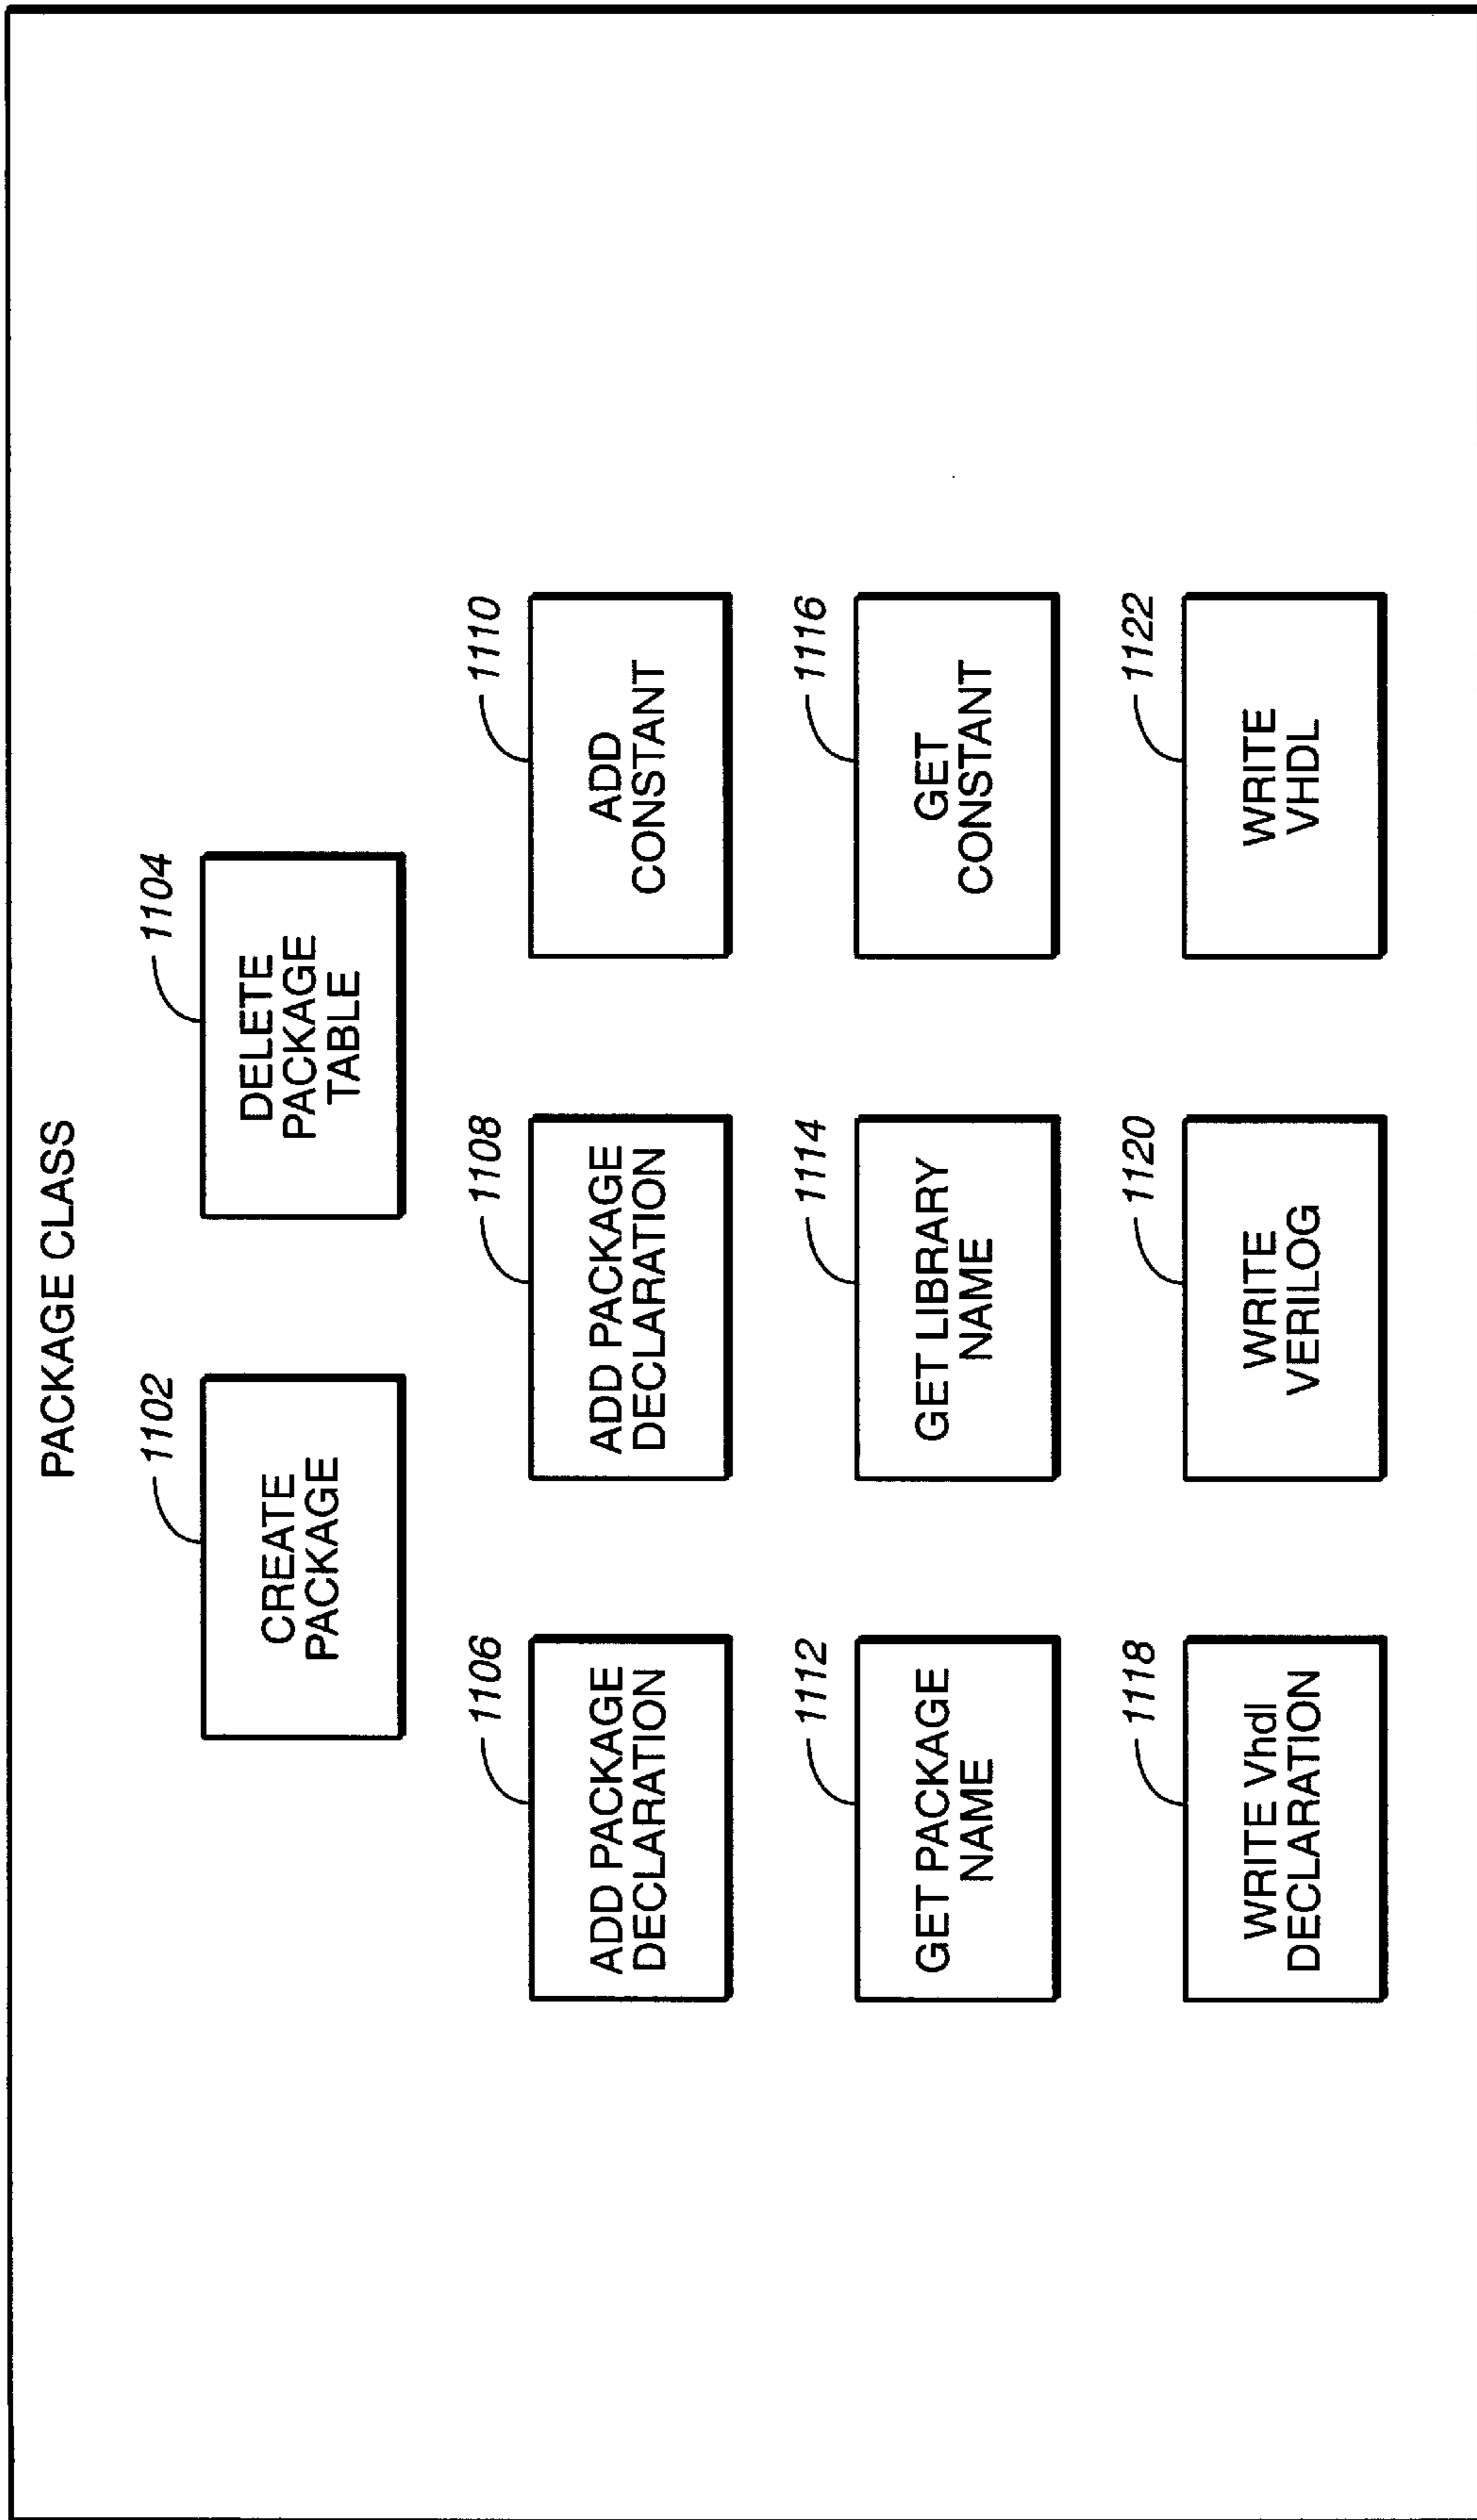 PACKAGE CLASS
1102
CREATE
PACKAGE
1104
DELETE
PACKAGE
TABLE
1106
ADD PACKAGE
DECLARATION
1108
ADD PACKAGE
DECLARATION
1110
ADD
CONSTANT
1112
GET PACKAGE
NAME
1114
GET LIBRARY
NAME
1116
GET
CONSTANT
1118
WRITE Vhdl
DECLARATION
1120
WRITE
VERILOG
1122
WRITE
VHDL